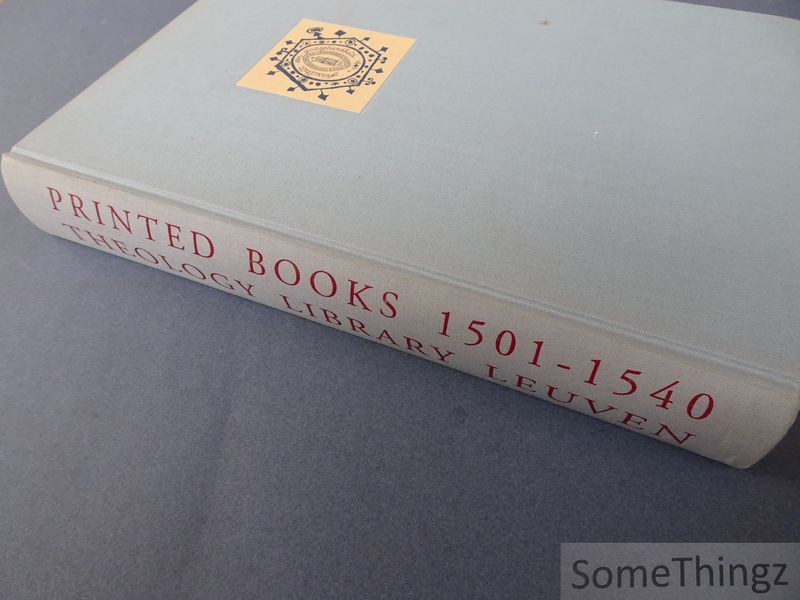 PRINTED BOOKS 1501-1540
THEOLOGY LIBRARY LEUVEN
SomeThingz